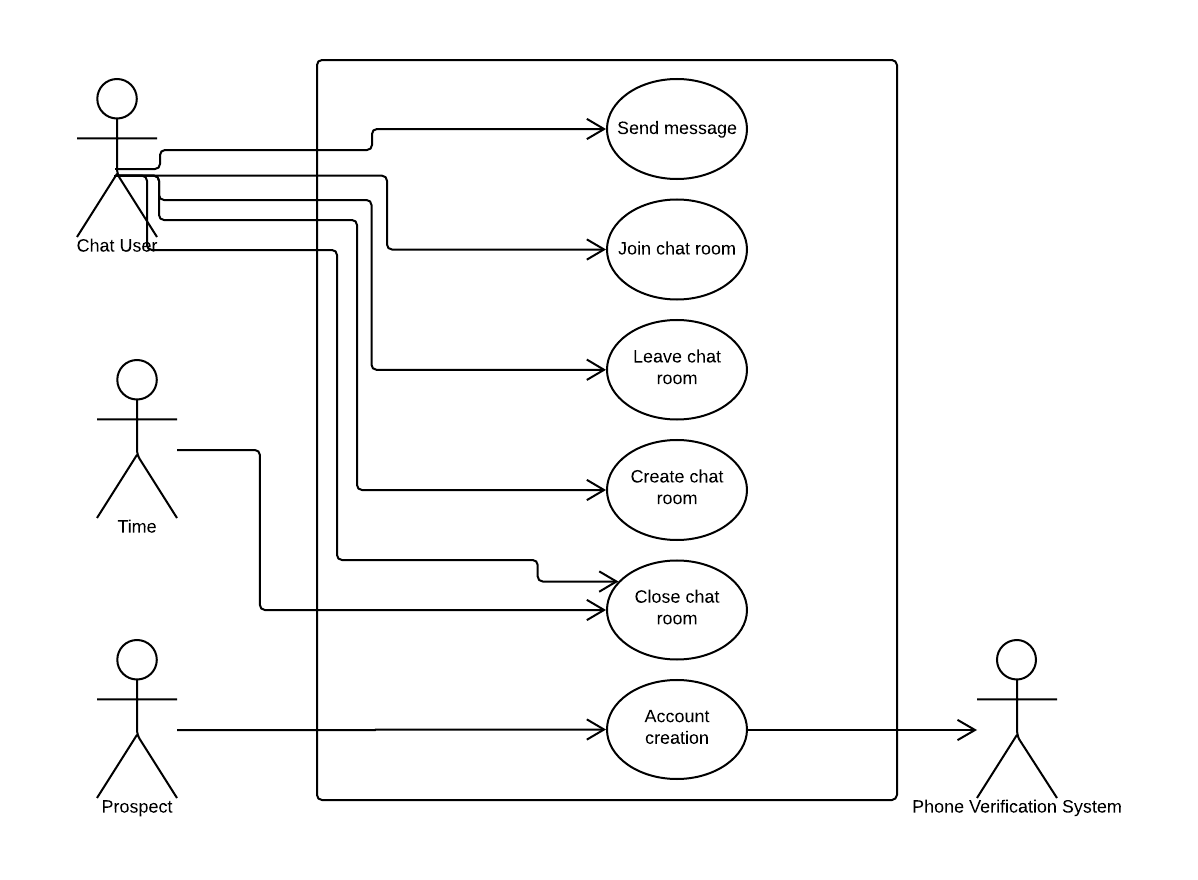 Send message
Chat User
Join chat room
Leave chat
room
Time
Create chat
room
Close chat
room
Prospect
Account
creation
Phone Verification System